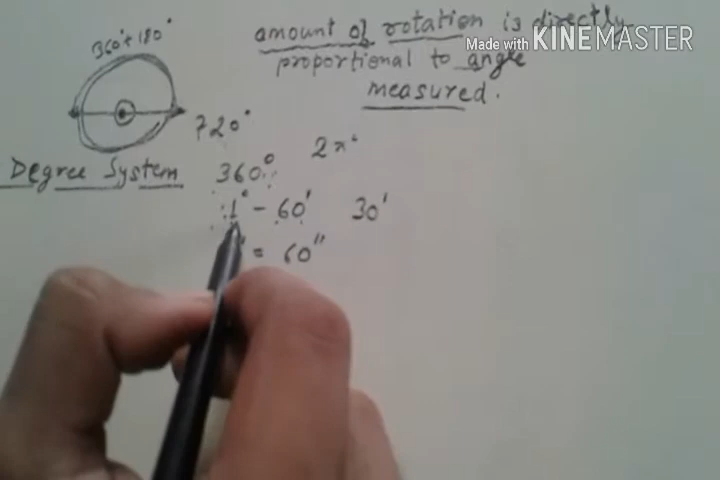 360°+180°
amount of rotation is directly
Made with KINEMASTER
proportional to angle
measured.
720°
2π
Degree System
360°
1° - 60'
30'
= 60"